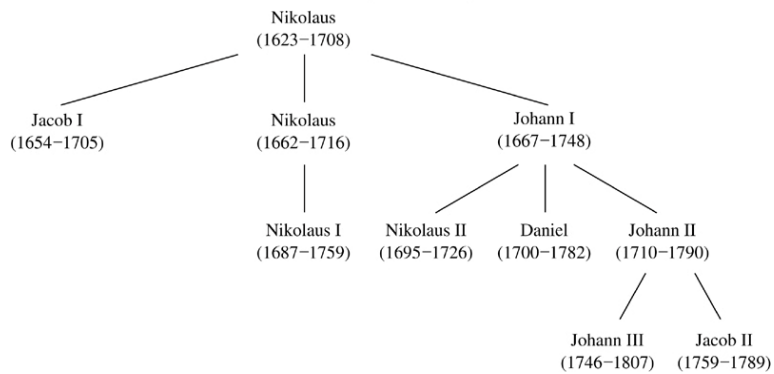 Nikolaus
(1623−1708)
Jacob I
(1654−1705)
Nikolaus
(1662−1716)
Johann I
(1667−1748)
Nikolaus I
(1687−1759)
Nikolaus II
(1695−1726)
Daniel
(1700−1782)
Johann II
(1710−1790)
Johann III
(1746−1807)
Jacob II
(1759−1789)